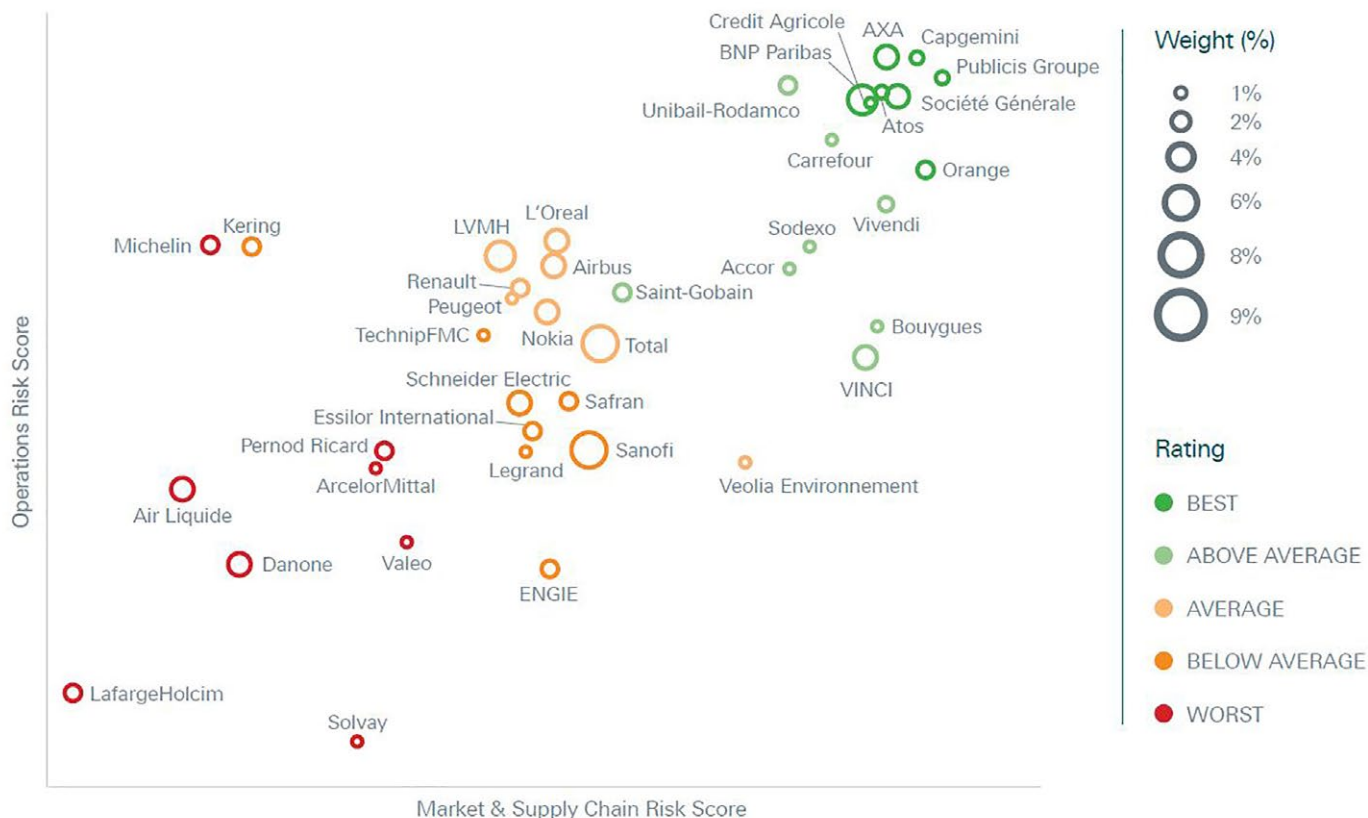 Credit Agricole
AXA
Capgemini
BNP Paribas
Publicis Groupe
Unibail-Rodamco
Société Générale
Atos
Carrefour
Orange
Vivendi
Sodexo
Accor
L'Oreal
LVMH
Kering
Michelin
Airbus
Renault
Saint-Gobain
Peugeot
Nokia
TechnipFMC
Total
Bouygues
VINCI
Schneider Electric
Safran
Essilor International
Pernod Ricard
Sanofi
Legrand
ArcelorMittal
Veolia Environnement
Air Liquide
Danone
Valeo
ENGIE
LafargeHolcim
Solvay
Operations Risk Score
Market & Supply Chain Risk Score
Weight (%)
1%
2%
4%
6%
8%
9%
Rating
BEST
ABOVE AVERAGE
AVERAGE
BELOW AVERAGE
WORST